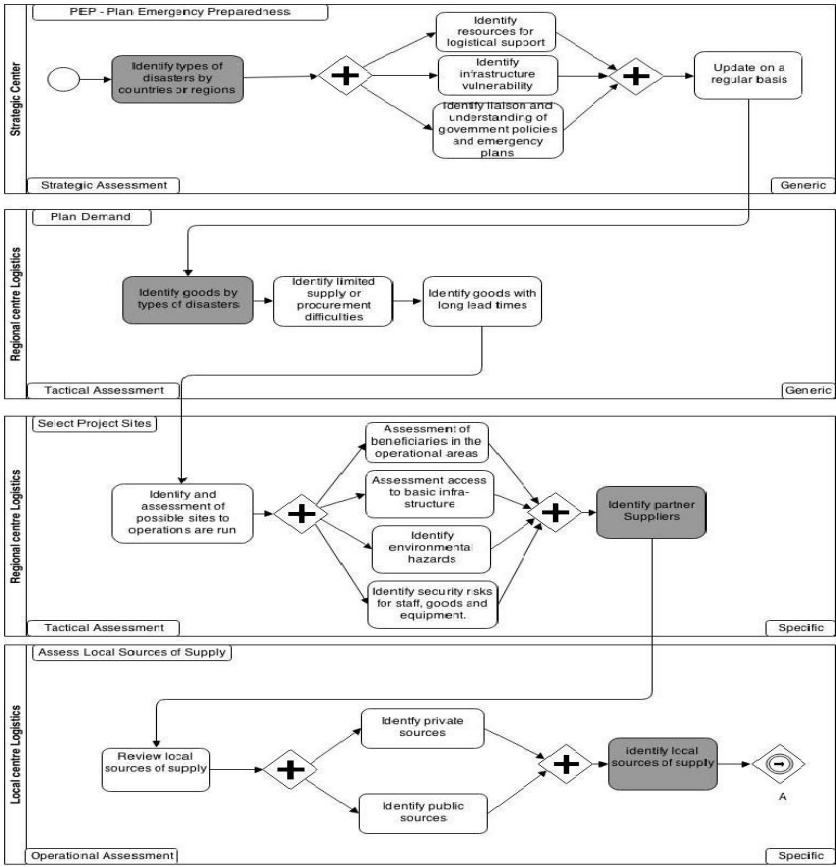 PIEP - Plan Emergency Preparedness
Strategic Center
Identify types of
disasters by
countries or regions
Identify
resources for
logistical support
Identify
infrastructure
vulnerability
Identify liaison and
understanding of
government policies
and emergency
plans
Update on a
regular basis
Strategic Assessment
Generic
Plan Demand
Regional centre Logistics
Identify goods by
types of disasters
Identify limited
supply or
procurement
difficulties
Identify goods with
long lead times
Tactical Assessment
Generic
Select Project Sites
Regional centre Logistics
Identify and
assessment of
possible sites to
operations are run
Assessment of
beneficiaries in the
operational areas
Assessment access
to basic infra-
structure
Identify
environmental
hazards
Identify security risks
for staff, goods and
equipment.
Identify partner
Suppliers
Tactical Assessment
Specific
Assess Local Sources of Supply
Local centre Logistics
Review local
sources of supply
Identfy private
sources
Identify public
sources
identify local
sources of supply
A
Operational Assessment
Specific